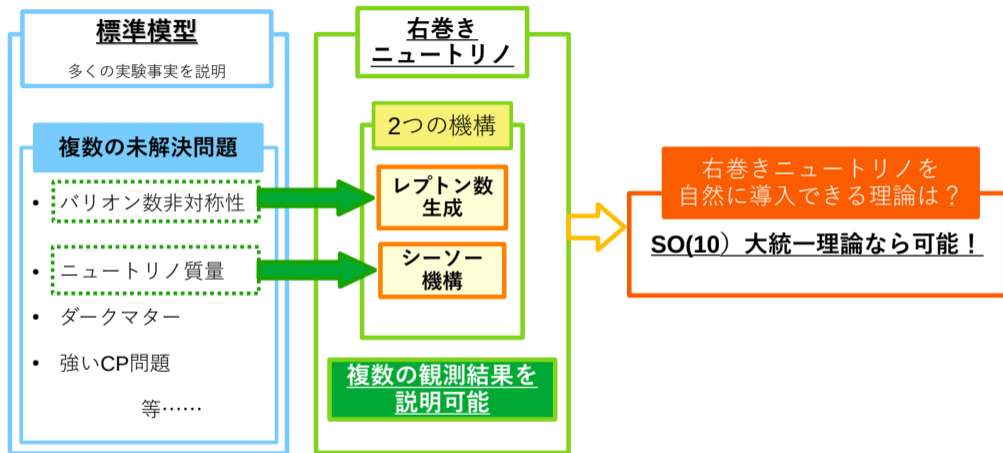 標準模型
多くの実験事実を説明
複数の未解決問題
• バリオン数非対称性
• ニュートリノ質量
• ダークマター
• 強いCP問題
等……
右巻き
ニュートリノ
2つの機構
レプトン数
生成
シーソー
機構
複数の観測結果を
説明可能
右巻きニュートリノを
自然に導入できる理論は？
SO(10）大統一理論なら可能！